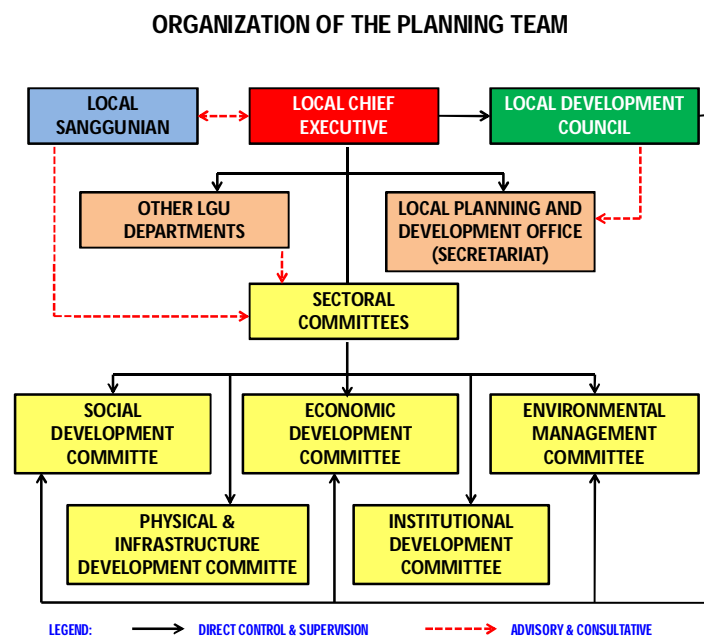 ORGANIZATION OF THE PLANNING TEAM
LOCAL
SANGGUNIAN
LOCAL CHIEF
EXECUTIVE
LOCAL DEVELOPMENT
COUNCIL
OTHER LGU
DEPARTMENTS
LOCAL PLANNING AND
DEVELOPMENT OFFICE
(SECRETARIAT)
SECTORAL
COMMITTEES
SOCIAL
DEVELOPMENT
COMMITTE
ECONOMIC
DEVELOPMENT
COMMITTEE
ENVIRONMENTAL
MANAGEMENT
COMMITTEE
PHYSICAL &
INFRASTRUCTURE
DEVELOPMENT COMMITTE
INSTITUTIONAL
DEVELOPMENT
COMMITTEE
LEGEND:
DIRECT CONTROL & SUPERVISION
ADVISORY & CONSULTATIVE